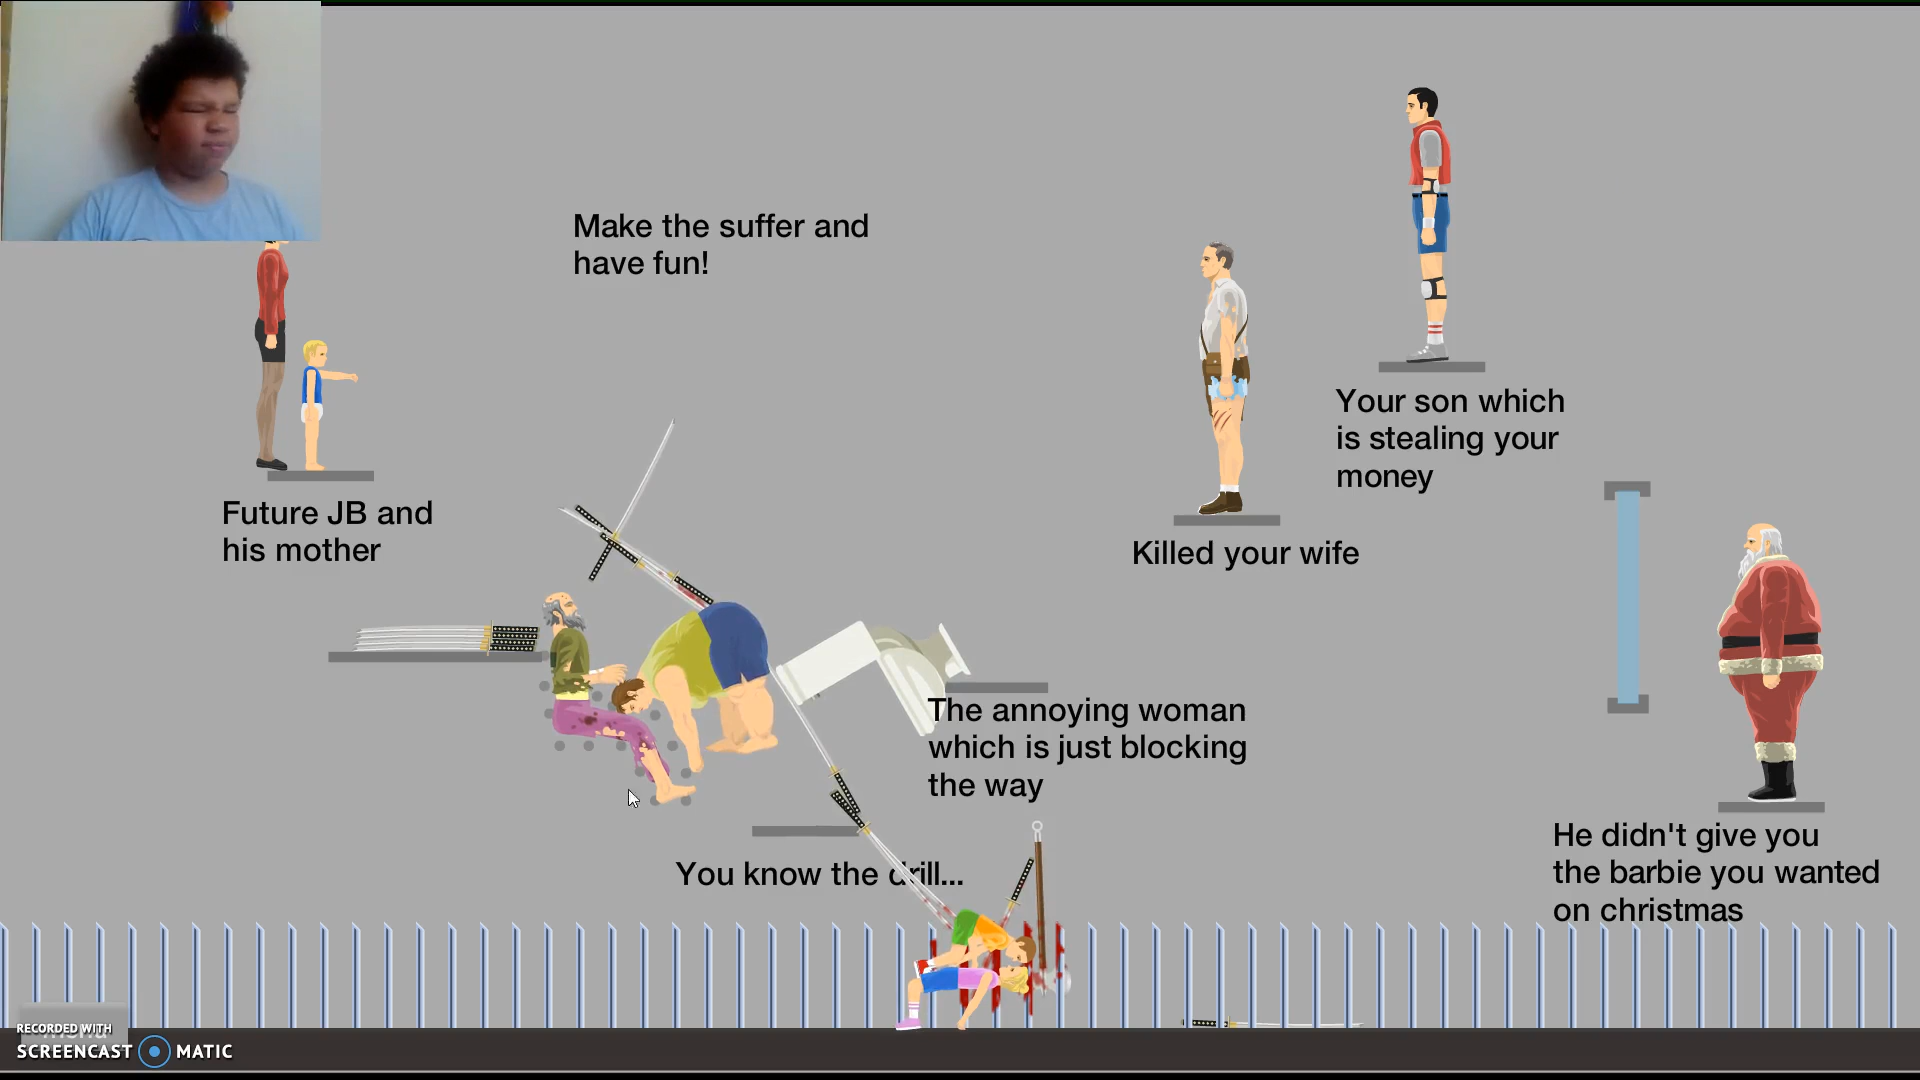 Make the suffer and
have fun!
Your son which
is stealing your
money
Future JB and
his mother
Killed your wife
The annoying woman
which is just blocking
the way
You know the drill...
He didn't give you
the barbie you wanted
on christmas
RECORDED WITH
SCREENCAST MATIC